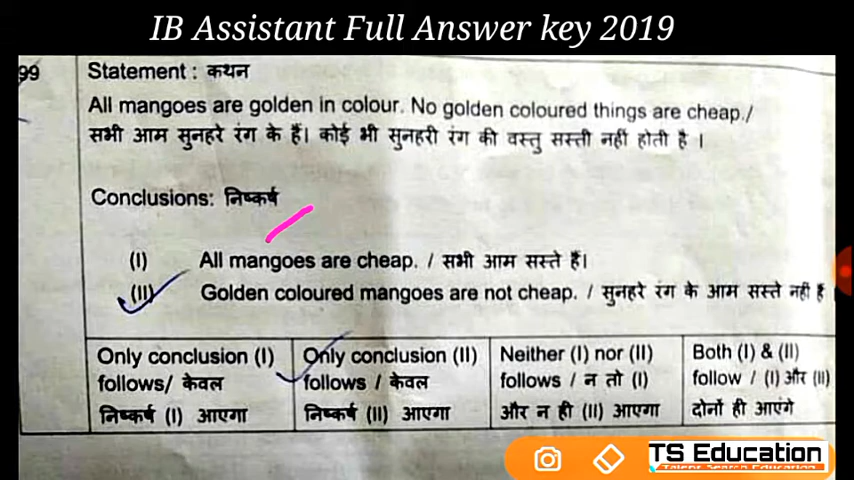 IB Assistant Full Answer key 2019
99
Statement : कथन
All mangoes are golden in colour. No golden coloured things are cheap./
सभी आम सुनहरे रंग के हैं। कोई भी सुनहरी रंग की वस्तु सस्ती नहीं होती है ।
Conclusions: निष्कर्ष
(I) All mangoes are cheap. / सभी आम सस्ते हैं।
(II) Golden coloured mangoes are not cheap. / सुनहरे रंग के आम सस्ते नहीं हैं
Only conclusion (I)
follows/ केवल
निष्कर्ष (I) आएगा
Only conclusion (II)
follows / केवल
निष्कर्ष (II) आएगा
Neither (I) nor (II)
follows / न तो (I)
और न ही (II) आएगा
Both (I) & (II)
follow / (I) और (II)
दोनों ही आएंगे
TS Education
Talent Search Education